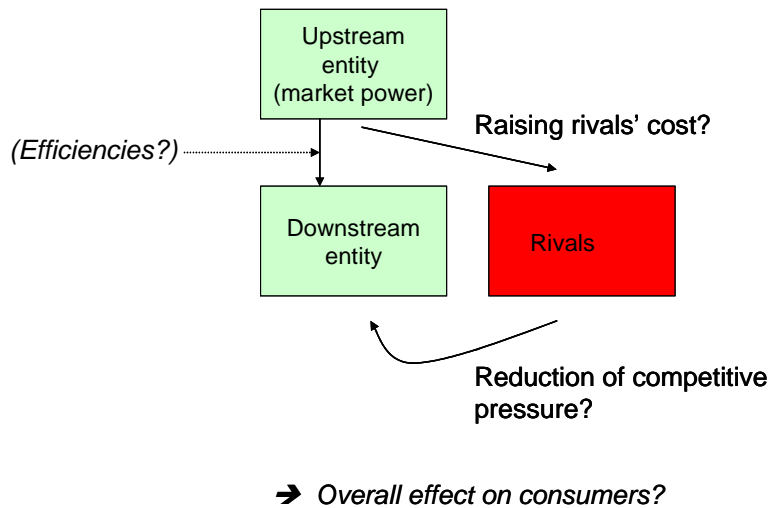 Upstream
entity
(market power)
Raising rivals’ cost?
(Efficiencies?)
Downstream
entity
Rivals
Reduction of competitive
pressure?
➔ Overall effect on consumers?